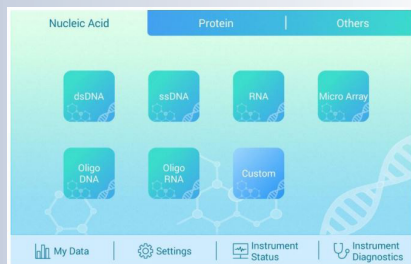 Nucleic Acid
Protein
Others
dsDNA
ssDNA
RNA
Micro Array
Oligo
DNA
Oligo
RNA
Custom
My Data
Settings
Instrument
Status
Instrument
Diagnostics